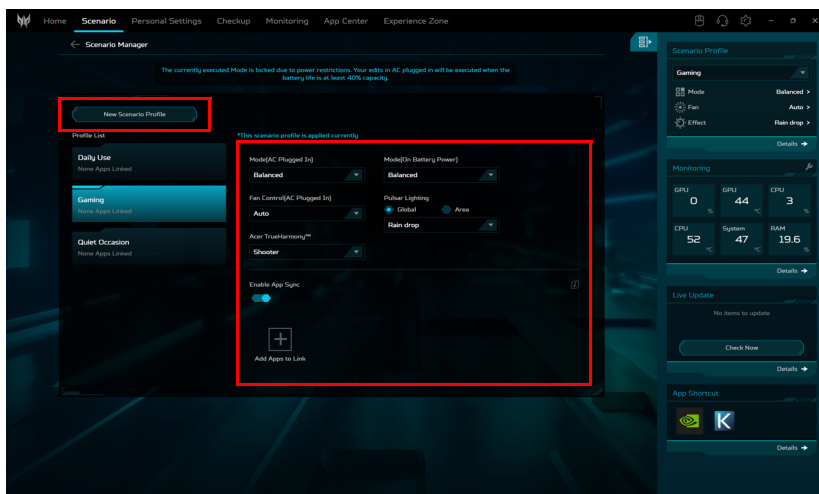 Home Scenario Personal Settings Checkup Monitoring App Center Experience Zone
Scenario Manager
The currently executed Mode is locked due to power restrictions. Your edits in AC plugged in will be executed when the
battery life is at least 40% capacity.
New Scenario Profile
Profile List
Daily Use
None Apps Linked
Gaming
None Apps Linked
Quiet Occasion
None Apps Linked
*This scenario profile is applied currently
Mode(AC Plugged In)
Balanced
Mode(On Battery Power)
Balanced
Fan Control(AC Plugged In)
Auto
Pulsar Lighting
Global Area
Rain drop
Acer TrueHarmony™
Shooter
Enable App Sync
Add Apps to Link
Scenario Profile
Gaming
Mode Balanced >
Fan Auto >
Effect Rain drop >
Details
Monitoring
GPU
0
%
GPU
44
°C
CPU
3
%
CPU
52
°C
System
47
°C
RAM
19.6
%
Details
Live Update
No items to update
Check Now
Details
App Shortcut
K
Details